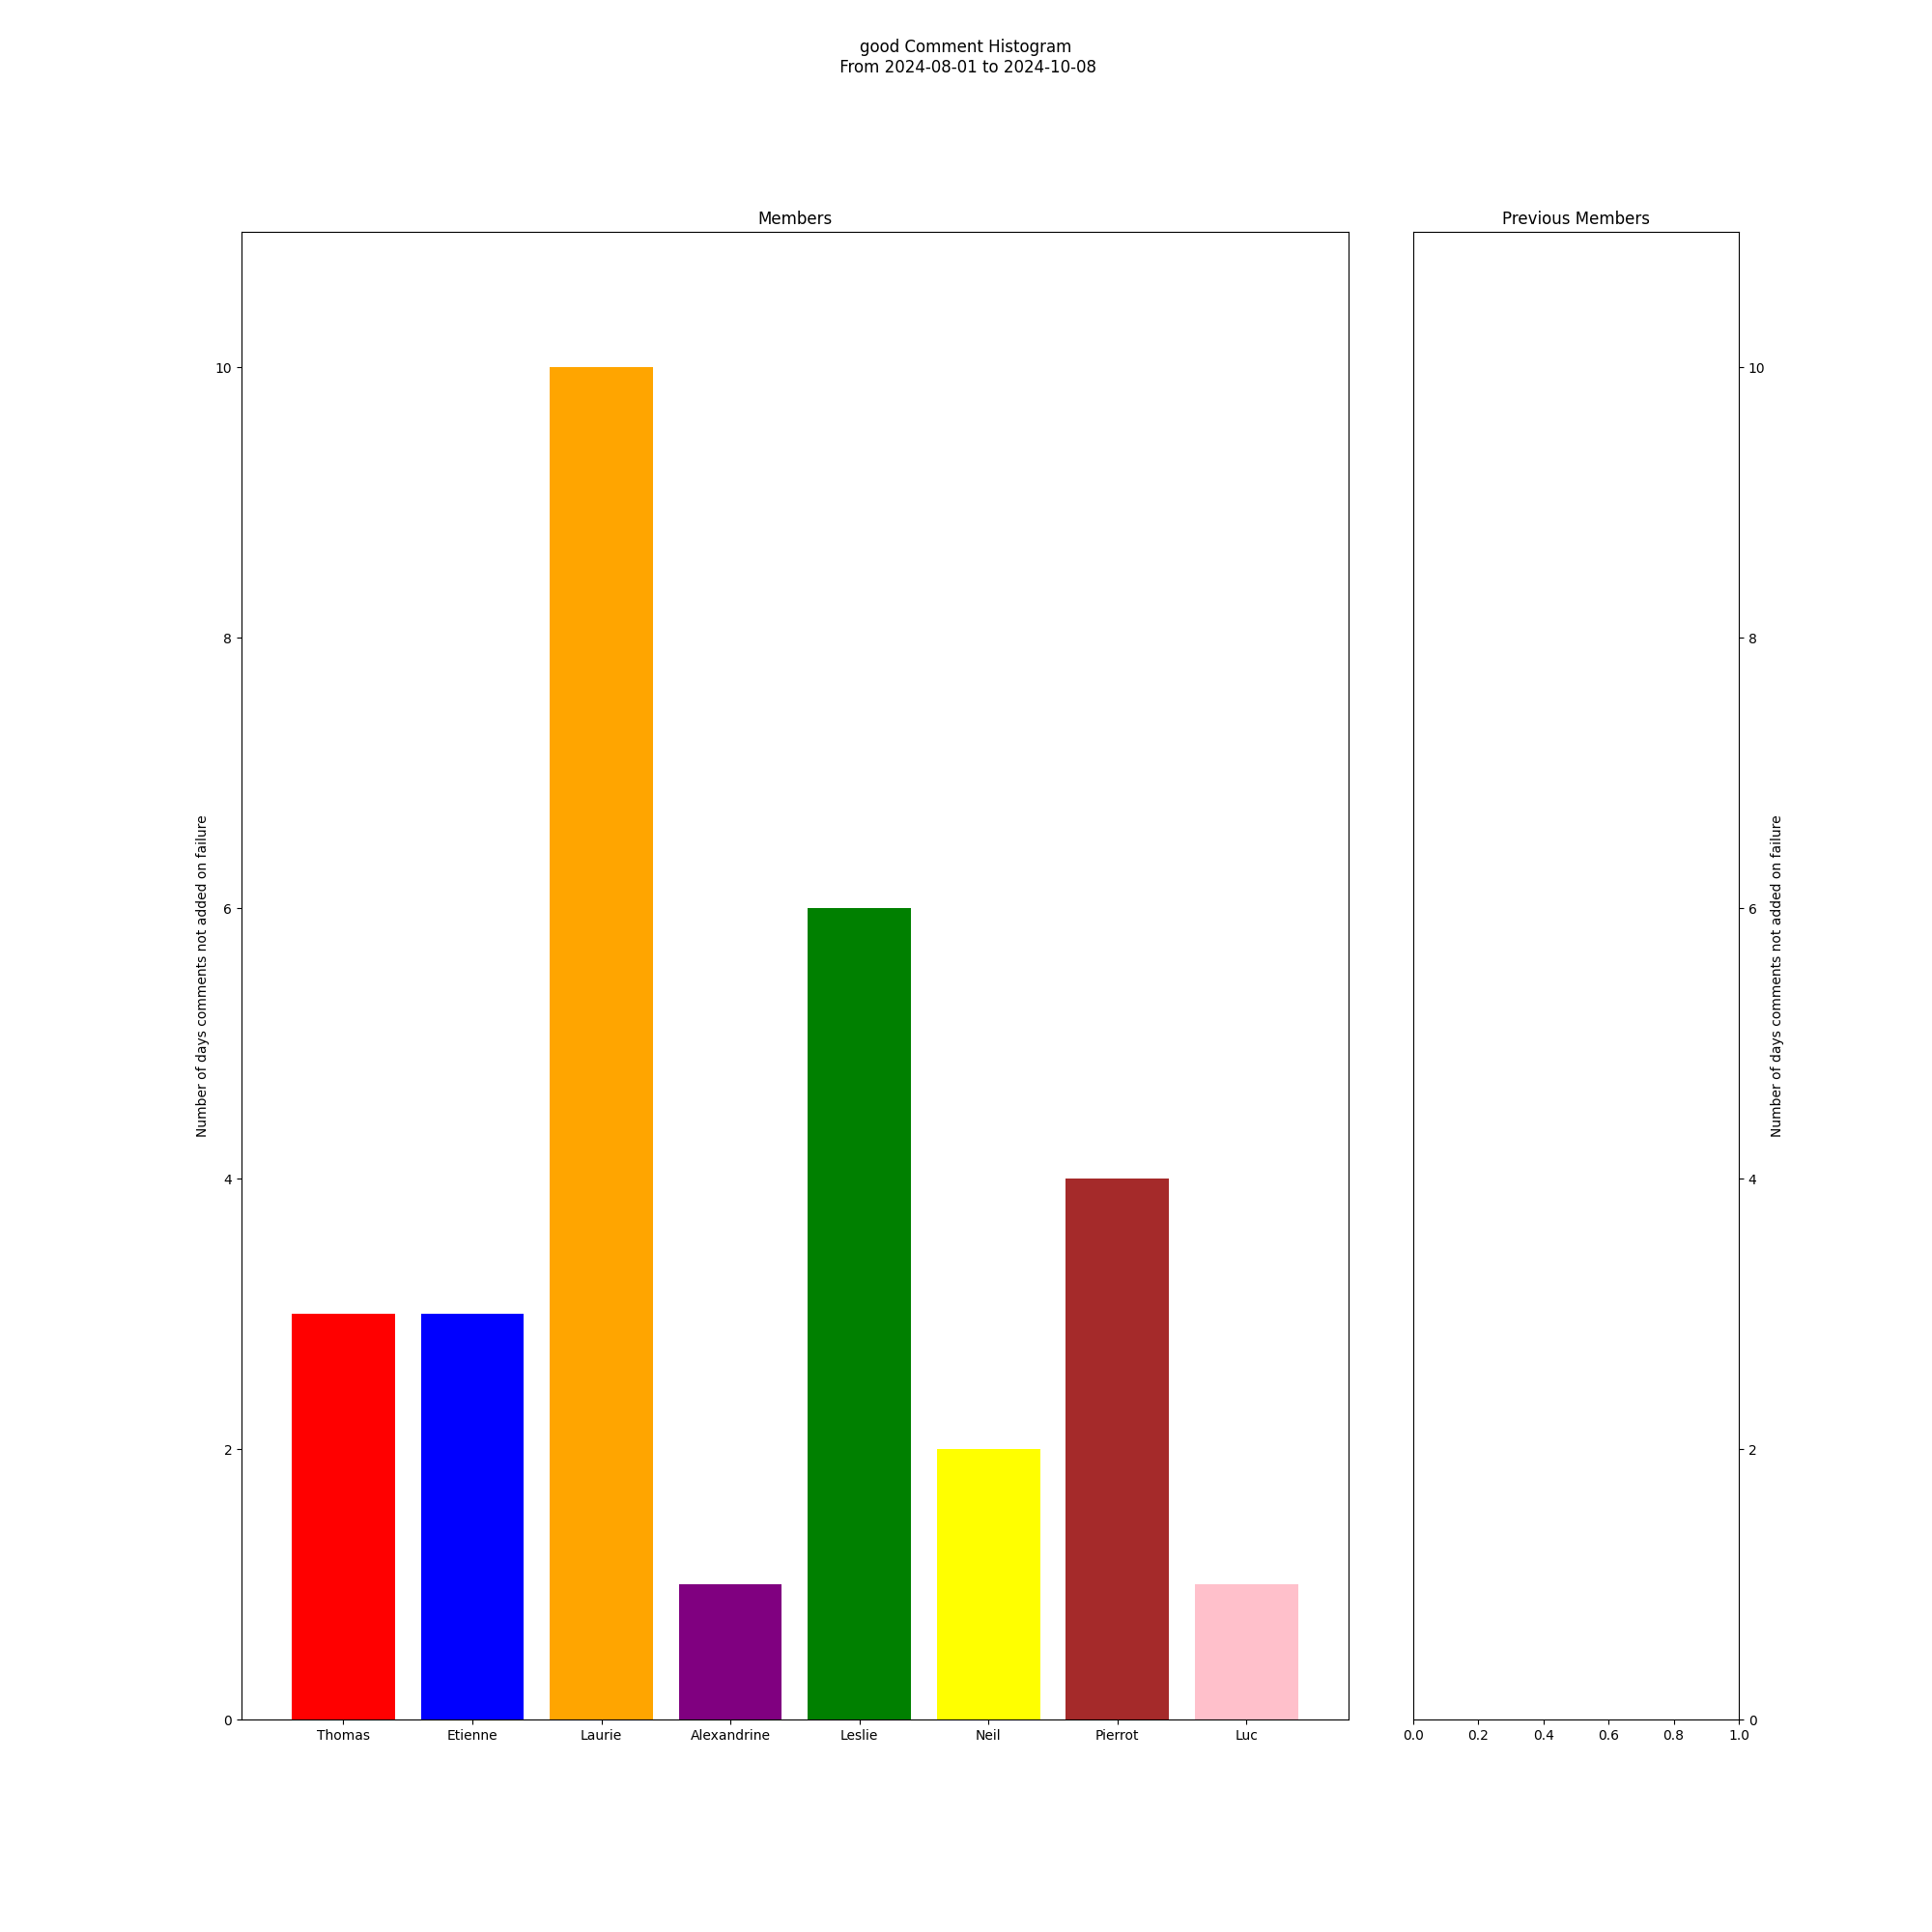 good Comment Histogram
From 2024-08-01 to 2024-10-08
Members
Number of days comments not added on failure
10
8
6
4
2
0
Thomas Etienne Laurie Alexandrine Leslie Neil Pierrot Luc
Previous Members
10
8
6
4
2
0
Number of days comments not added on failure
0.0 0.2 0.4 0.6 0.8 1.0